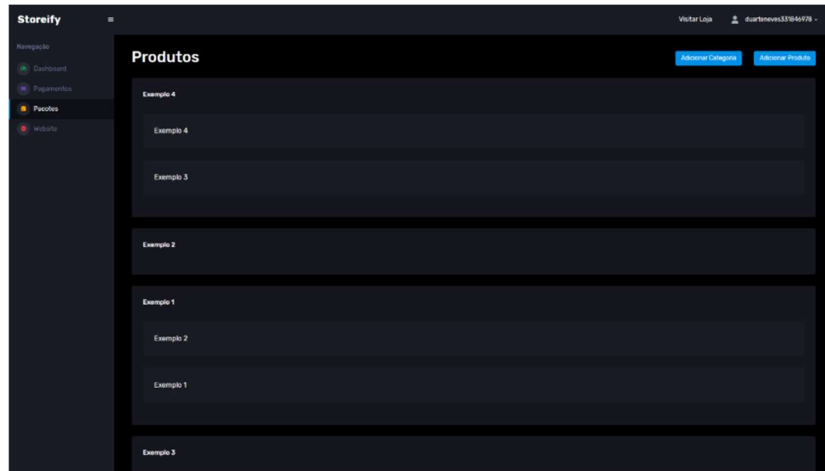 Storeify
Visitar Loja
duarteneves331846978
Navegação
Dashboard
Pagamentos
Pacotes
Website
Produtos
Adicionar Categoria
Adicionar Produto
Exemplo 4
Exemplo 4
Exemplo 3
Exemplo 2
Exemplo 1
Exemplo 2
Exemplo 1
Exemplo 3